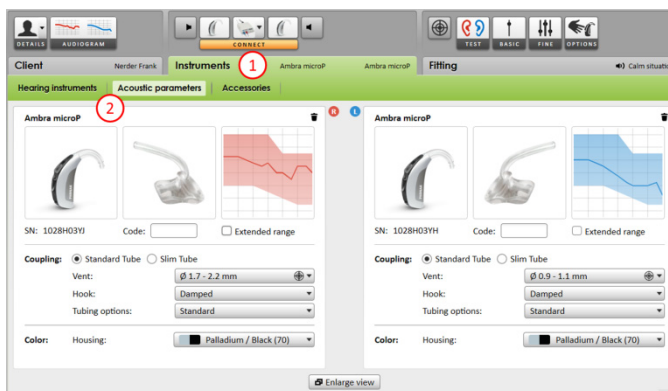 DETAILS AUDIOGRAM CONNECT TEST BASIC FINE OPTIONS
Client Nerder Frank Instruments 1 Ambra microP Ambra microP Fitting Calm situatio
Hearing instruments Acoustic parameters Accessories
2
Ambra microP R L Ambra microP
SN: 1028H03YJ Code: Extended range SN: 1028H03YH Code: Extended range
Coupling: Standard Tube Slim Tube Coupling: Standard Tube Slim Tube
Vent: Ø 1.7 - 2.2 mm Vent: Ø 0.9 - 1.1 mm
Hook: Damped Hook: Damped
Tubing options: Standard Tubing options: Standard
Color: Housing: Palladium / Black (70) Color: Housing: Palladium / Black (70)
Enlarge view